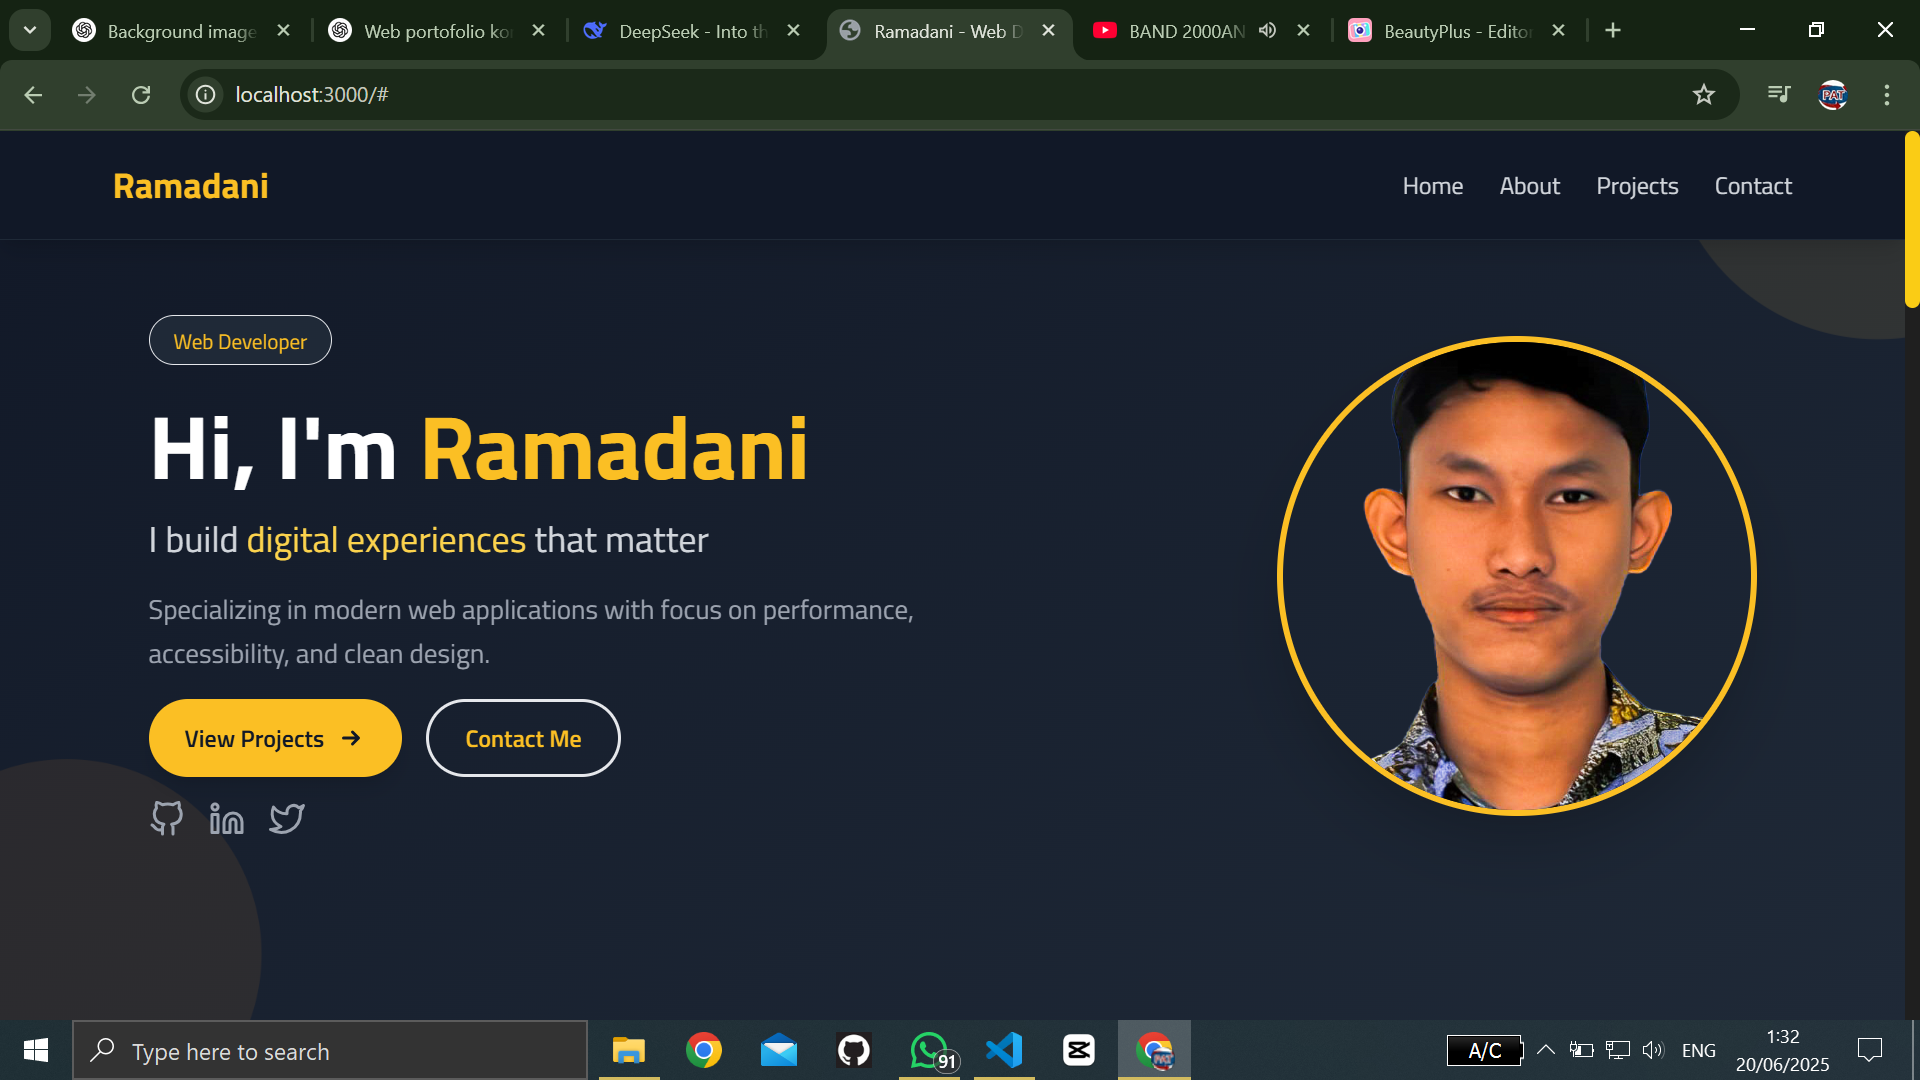 Background image
Web portofolio ko
DeepSeek - Into th
Ramadani - Web D
BAND 2000AN
BeautyPlus - Editor
localhost:3000/#
PAT
Ramadani
Home About Projects Contact
Web Developer
Hi, I'm Ramadani
I build digital experiences that matter
Specializing in modern web applications with focus on performance,
accessibility, and clean design.
View Projects → Contact Me
Type here to search
91
A/C
ENG
1:32
20/06/2025